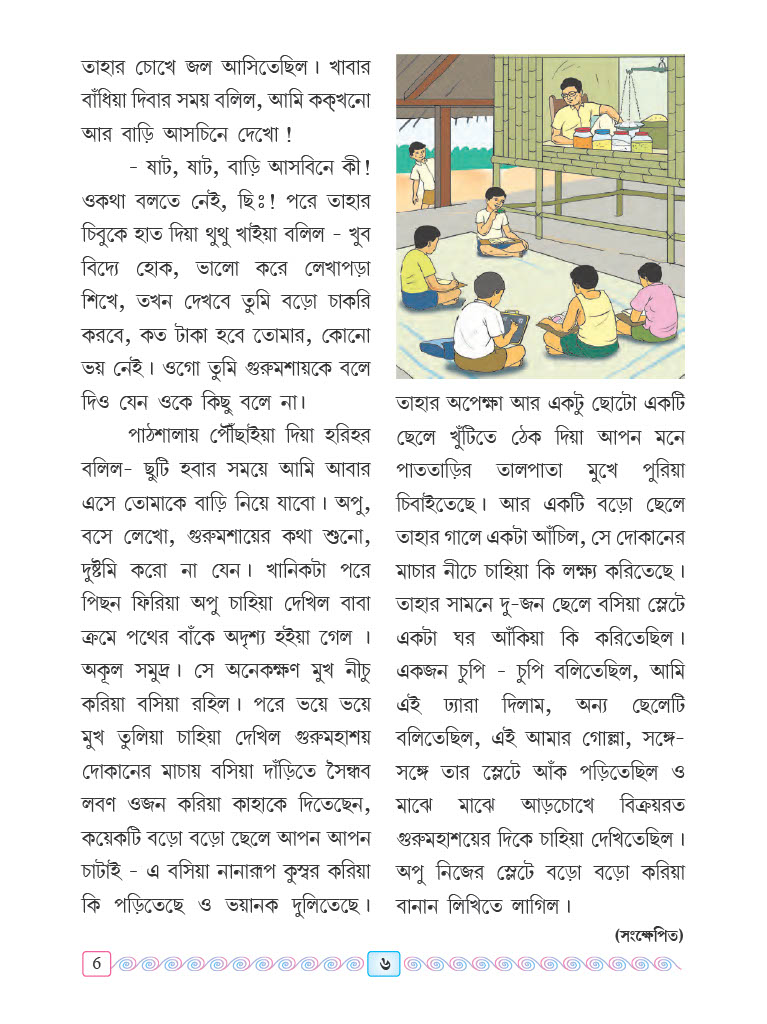 তাহার চোখে জল আসিতেছিল। খাবার
বাঁধিয়া দিবার সময় বলিল, আমি কক্‌খনো
আর বাড়ি আসচিনে দেখো !
- ষাট, ষাট, বাড়ি আসবিনে কী!
ওকথা বলতে নেই, ছিঃ! পরে তাহার
চিবুকে হাত দিয়া থুথু খাইয়া বলিল - খুব
বিদ্যে হোক, ভালো করে লেখাপড়া
শিখে, তখন দেখবে তুমি বড়ো চাকরি
করবে, কত টাকা হবে তোমার, কোনো
ভয় নেই। ওগো তুমি গুরুমশায়কে বলে
দিও যেন ওকে কিছু বলে না।
পাঠশালায় পৌঁছাইয়া দিয়া হরিহর
বলিল- ছুটি হবার সময়ে আমি আবার
এসে তোমাকে বাড়ি নিয়ে যাবো। অপু,
বসে লেখো, গুরুমশায়ের কথা শুনো,
দুষ্টমি করো না যেন। খানিকটা পরে
পিছন ফিরিয়া অপু চাহিয়া দেখিল বাবা
ক্রমে পথের বাঁকে অদৃশ্য হইয়া গেল ।
অকূল সমুদ্র। সে অনেকক্ষণ মুখ নীচু
করিয়া বসিয়া রহিল। পরে ভয়ে ভয়ে
মুখ তুলিয়া চাহিয়া দেখিল গুরুমহাশয়
দোকানের মাচায় বসিয়া দাঁড়িতে সৈন্ধব
লবণ ওজন করিয়া কাহাকে দিতেছেন,
কয়েকটি বড়ো বড়ো ছেলে আপন আপন
চাটাই - এ বসিয়া নানারূপ কুস্বর করিয়া
কি পড়িতেছে ও ভয়ানক দুলিতেছে।
তাহার অপেক্ষা আর একটু ছোটো একটি
ছেলে খুঁটিতে ঠেক দিয়া আপন মনে
পাততাড়ির তালপাতা মুখে পুরিয়া
চিবাইতেছে। আর একটি বড়ো ছেলে
তাহার গালে একটা আঁচিল, সে দোকানের
মাচার নীচে চাহিয়া কি লক্ষ্য করিতেছে।
তাহার সামনে দু-জন ছেলে বসিয়া স্লেটে
একটা ঘর আঁকিয়া কি করিতেছিল।
একজন চুপি - চুপি বলিতেছিল, আমি
এই ঢ্যারা দিলাম, অন্য ছেলেটি
বলিতেছিল, এই আমার গোল্লা, সঙ্গে-
সঙ্গে তার স্লেটে আঁক পড়িতেছিল ও
মাঝে মাঝে আড়চোখে বিক্রয়রত
গুরুমহাশয়ের দিকে চাহিয়া দেখিতেছিল।
অপু নিজের স্লেটে বড়ো বড়ো করিয়া
বানান লিখিতে লাগিল।
(সংক্ষেপিত)
6
৬